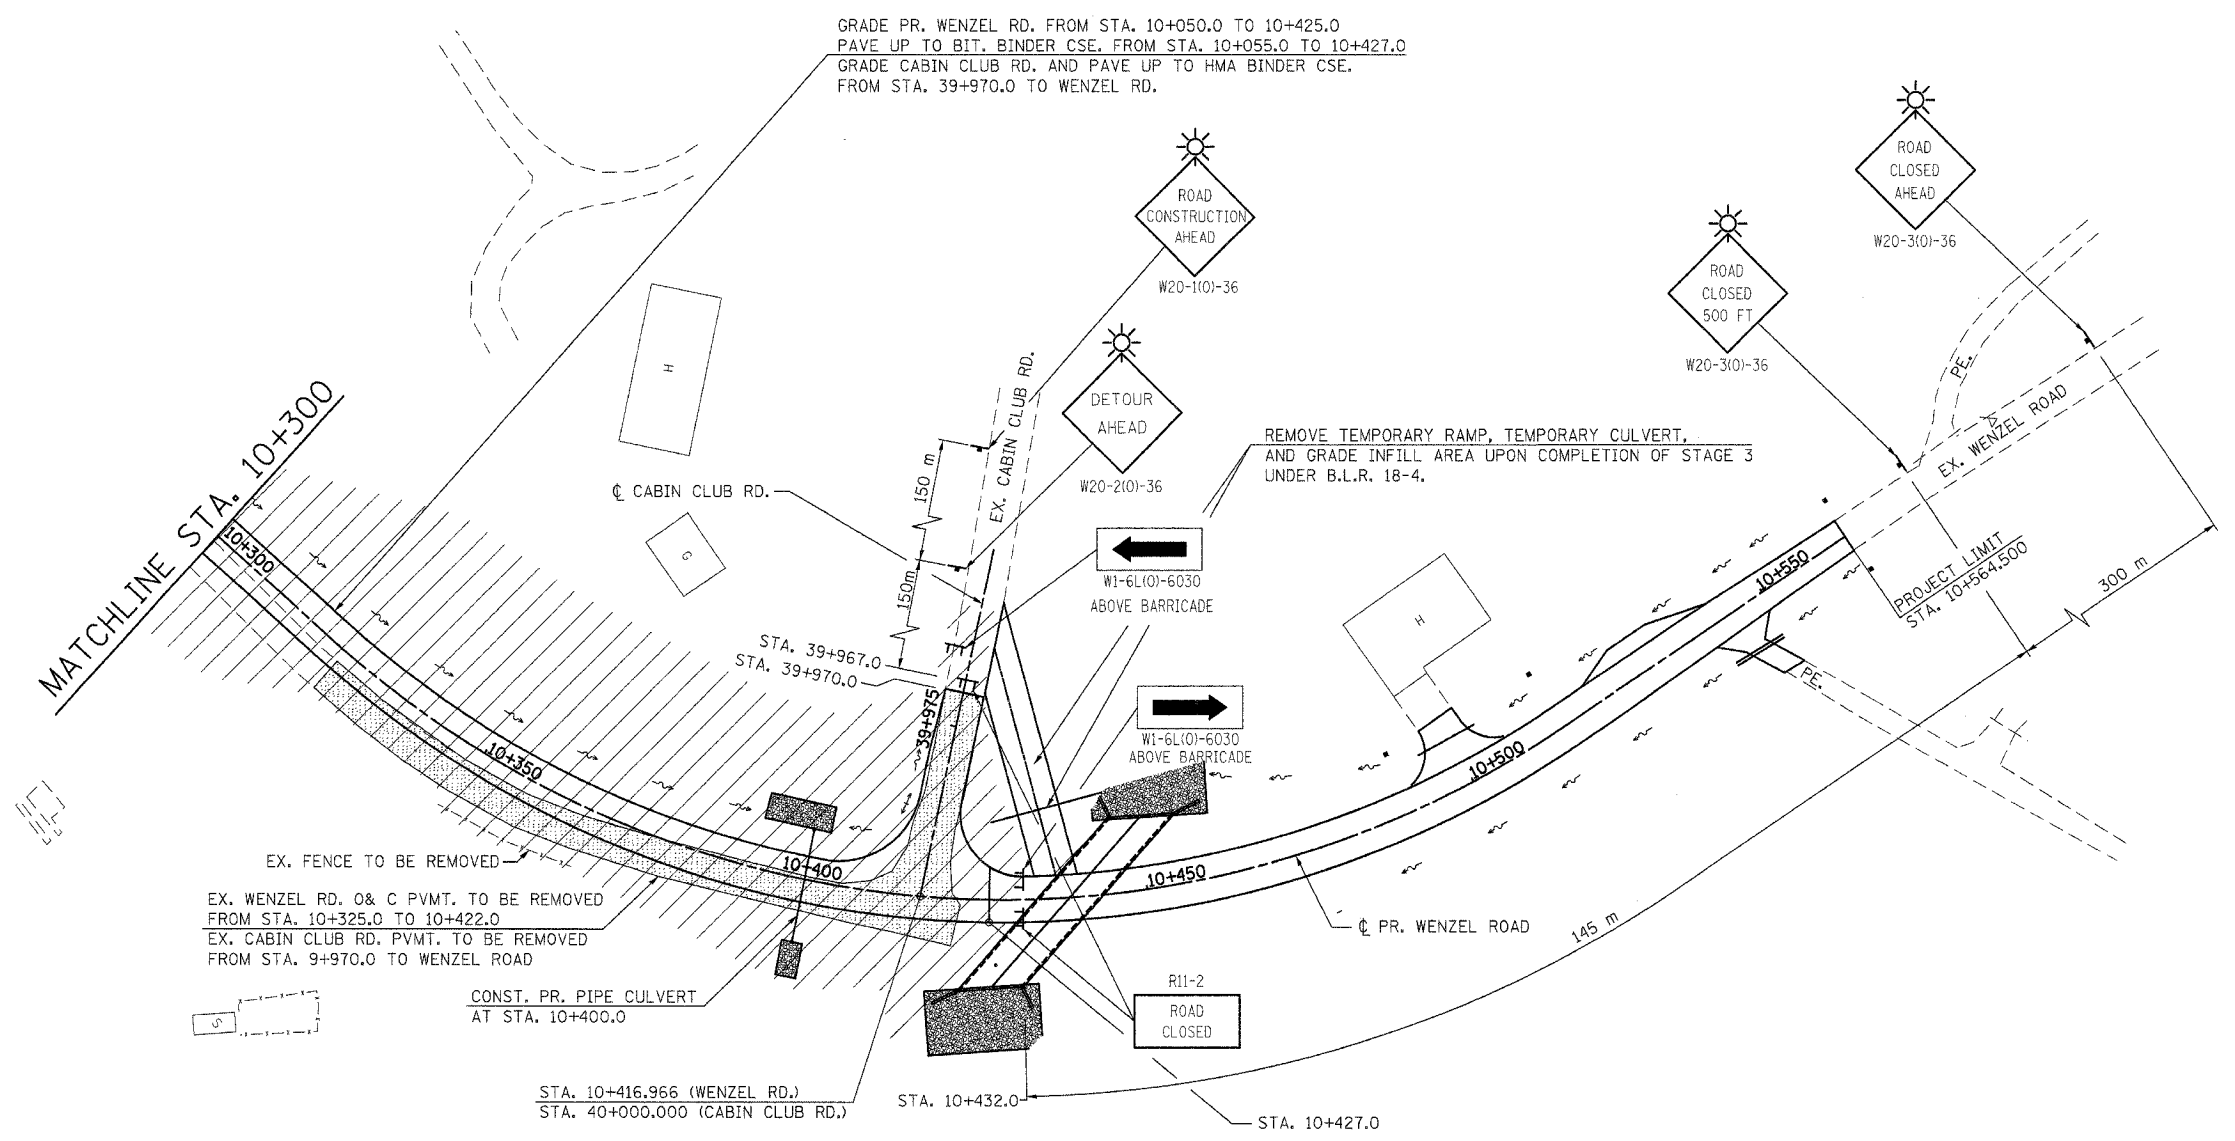 GRADE PR. WENZEL RD. FROM STA. 10+050.0 TO 10+425.0
PAVE UP TO BIT. BINDER CSE. FROM STA. 10+055.0 TO 10+427.0
GRADE CABIN CLUB RD. AND PAVE UP TO HMA BINDER CSE.
FROM STA. 39+970.0 TO WENZEL RD.
ROAD
CLOSED
AHEAD
W20-3(O)-36
ROAD
CONSTRUCTION
AHEAD
W20-1(O)-36
ROAD
CLOSED
500 FT
W20-3(O)-36
DETOUR
AHEAD
W20-2(O)-36
H
EX. CABIN CLUB RD.
PE.
EX. WENZEL ROAD
MATCHLINE STA. 10+300
REMOVE TEMPORARY RAMP, TEMPORARY CULVERT,
AND GRADE INFILL AREA UPON COMPLETION OF STAGE 3
UNDER B.L.R. 18-4.
150 m
℄ CABIN CLUB RD.
G
150m
W1-6L(O)-6030
ABOVE BARRICADE
10+300
10+550
PROJECT LIMIT
STA. 10+564.500
300 m
H
STA. 39+967.0
STA. 39+970.0
39+975
PE.
W1-6L(O)-6030
ABOVE BARRICADE
10+350
10+500
10+400
10+450
EX. FENCE TO BE REMOVED
EX. WENZEL RD. O& C PVMT. TO BE REMOVED
FROM STA. 10+325.0 TO 10+422.0
EX. CABIN CLUB RD. PVMT. TO BE REMOVED
FROM STA. 9+970.0 TO WENZEL ROAD
℄ PR. WENZEL ROAD
145 m
S
CONST. PR. PIPE CULVERT
AT STA. 10+400.0
R11-2
ROAD
CLOSED
STA. 10+416.966 (WENZEL RD.)
STA. 40+000.000 (CABIN CLUB RD.)
STA. 10+432.0
STA. 10+427.0